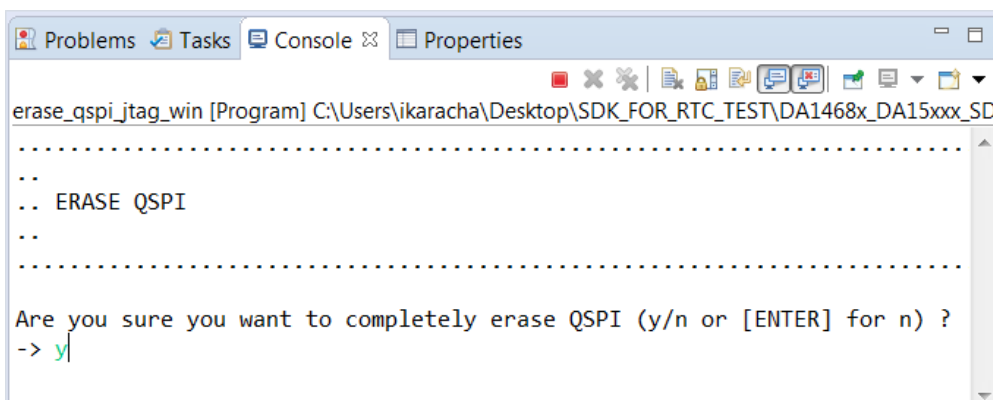 Problems Tasks Console Properties
erase_qspi_jtag_win [Program] C:\Users\ikaracha\Desktop\SDK_FOR_RTC_TEST\DA1468x_DA15xxx_SD
........................................................................
..
.. ERASE QSPI
..
........................................................................
Are you sure you want to completely erase QSPI (y/n or [ENTER] for n) ?
-> y